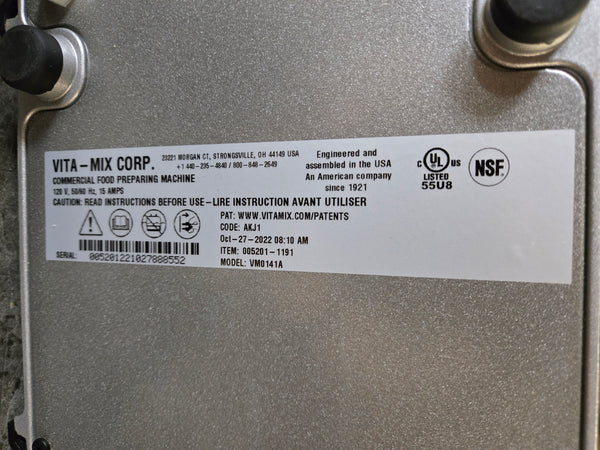 VITA-MIX CORP.
23221 MORGAN CT, STRONGSVILLE, OH 44149 USA
+1 440-235-4840 / 800-848-2649
COMMERCIAL FOOD PREPARING MACHINE
120 V, 50/60 Hz, 15 AMPS
CAUTION: READ INSTRUCTIONS BEFORE USE-LIRE INSTRUCTION AVANT UTILISER
Engineered and
assembled in the USA
An American company
since 1921
C UL US
LISTED
55U8
NSF.
PAT: WWW.VITAMIX.COM/PATENTS
CODE: AKJ1
Oct-27-2022 08:10 AM
ITEM: 005201-1191
MODEL: VM0141A
SERIAL: 005201221027888552